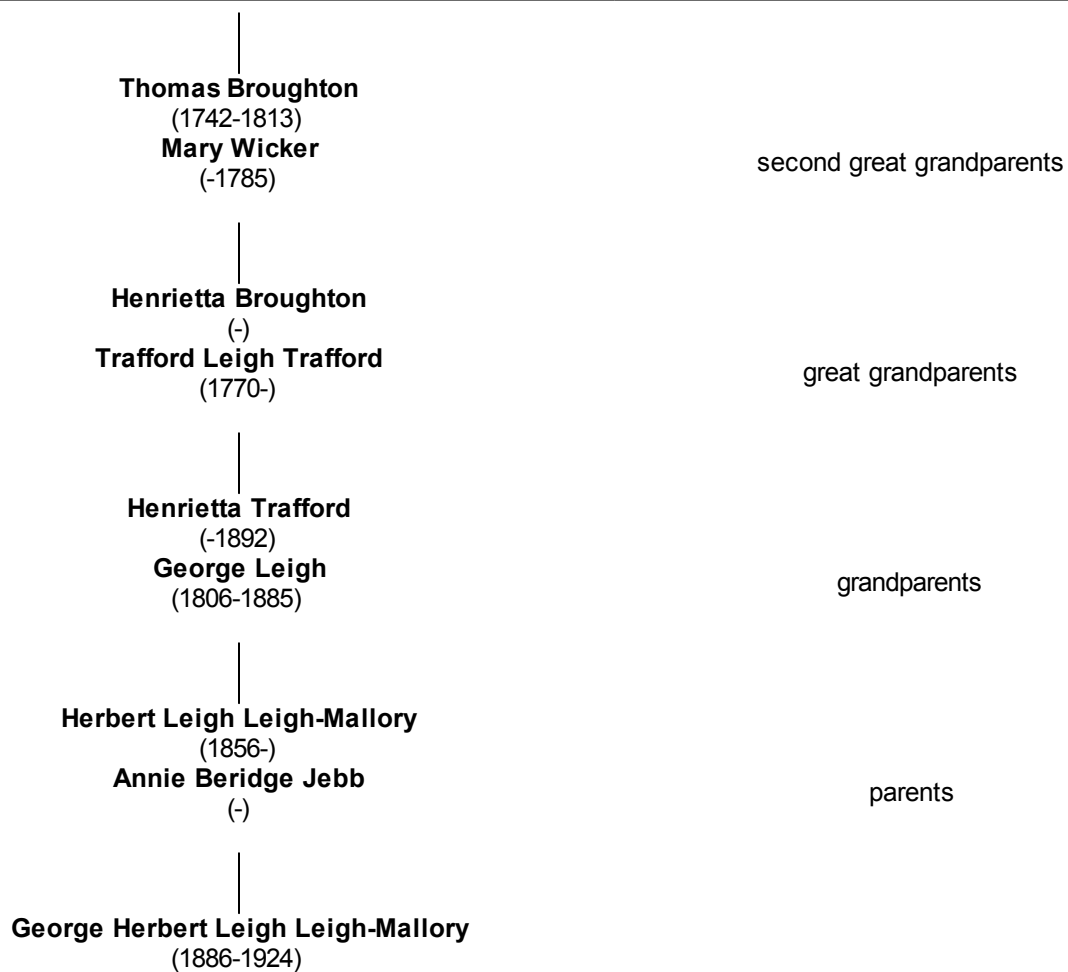 Thomas Broughton
(1742-1813)
Mary Wicker
(-1785)
second great grandparents
Henrietta Broughton
(-)
Trafford Leigh Trafford
(1770-)
great grandparents
Henrietta Trafford
(-1892)
George Leigh
(1806-1885)
grandparents
Herbert Leigh Leigh-Mallory
(1856-)
Annie Beridge Jebb
(-)
parents
George Herbert Leigh Leigh-Mallory
(1886-1924)